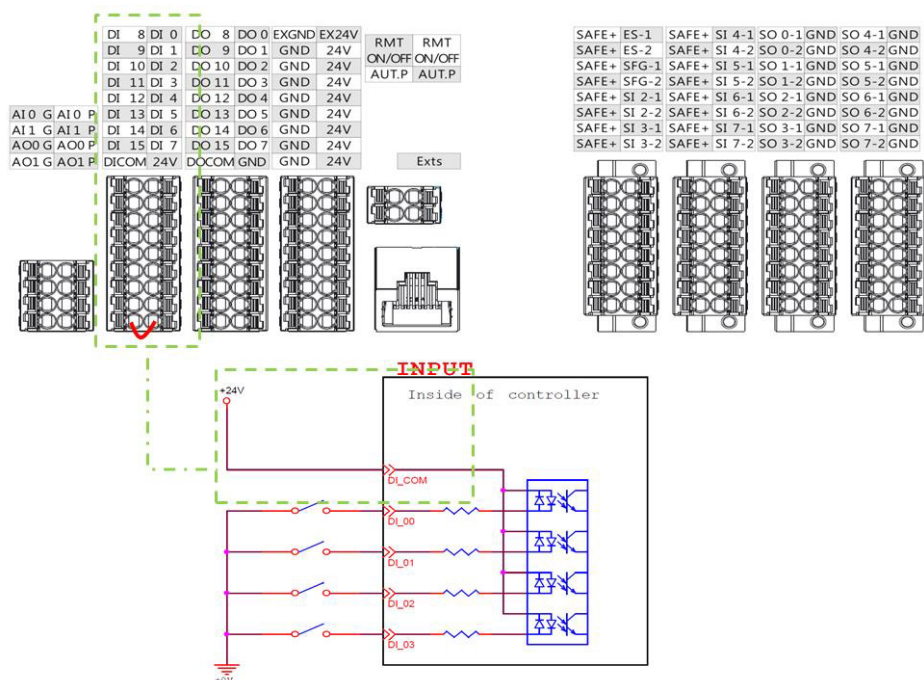 DI 8 DI 0 DO 8 DO 0 EXGND EX24V
DI 9 DI 1 DO 9 DO 1 GND 24V
DI 10 DI 2 DO 10 DO 2 GND 24V
DI 11 DI 3 DO 11 DO 3 GND 24V
DI 12 DI 4 DO 12 DO 4 GND 24V
AI0 G AI0 P DI 13 DI 5 DO 13 DO 5 GND 24V
AI1 G AI1 P DI 14 DI 6 DO 14 DO 6 GND 24V
AO0 G AO0 P DI 15 DI 7 DO 15 DO 7 GND 24V
AO1 G AO1 P DICOM 24V DOCOM GND GND 24V
RMT RMT
ON/OFF ON/OFF
AUT.P AUT.P
Exts
SAFE+ ES-1 SAFE+ SI 4-1 SO 0-1 GND SO 4-1 GND
SAFE+ ES-2 SAFE+ SI 4-2 SO 0-2 GND SO 4-2 GND
SAFE+ SFG-1 SAFE+ SI 5-1 SO 1-1 GND SO 5-1 GND
SAFE+ SFG-2 SAFE+ SI 5-2 SO 1-2 GND SO 5-2 GND
SAFE+ SI 2-1 SAFE+ SI 6-1 SO 2-1 GND SO 6-1 GND
SAFE+ SI 2-2 SAFE+ SI 6-2 SO 2-2 GND SO 6-2 GND
SAFE+ SI 3-1 SAFE+ SI 7-1 SO 3-1 GND SO 7-1 GND
SAFE+ SI 3-2 SAFE+ SI 7-2 SO 3-2 GND SO 7-2 GND
INPUT
Inside of controller
+24V
DI_COM
DI_00
DI_01
DI_02
DI_03